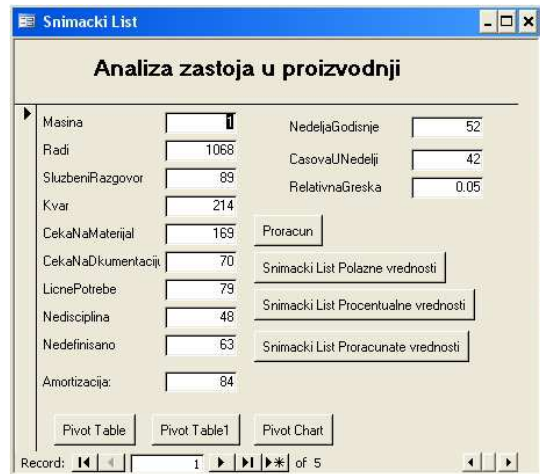 Snimacki List
Analiza zastoja u proizvodnji
Masina 1
Radi 1068
SluzbeniRazgovor 89
Kvar 214
CekaNaMaterijal 169
CekaNaDkumentaciju 70
LicnePotrebe 79
Nedisciplina 48
Nedefinisano 63
Amortizacija: 84
NedeljaGodisnje 52
CasovaUNedelji 42
RelativnaGreska 0.05
Proracun
Snimacki List Polazne vrednosti
Snimacki List Procentualne vrednosti
Snimacki List Proracunate vrednosti
Pivot Table Pivot Table1 Pivot Chart
Record: 1 of 5